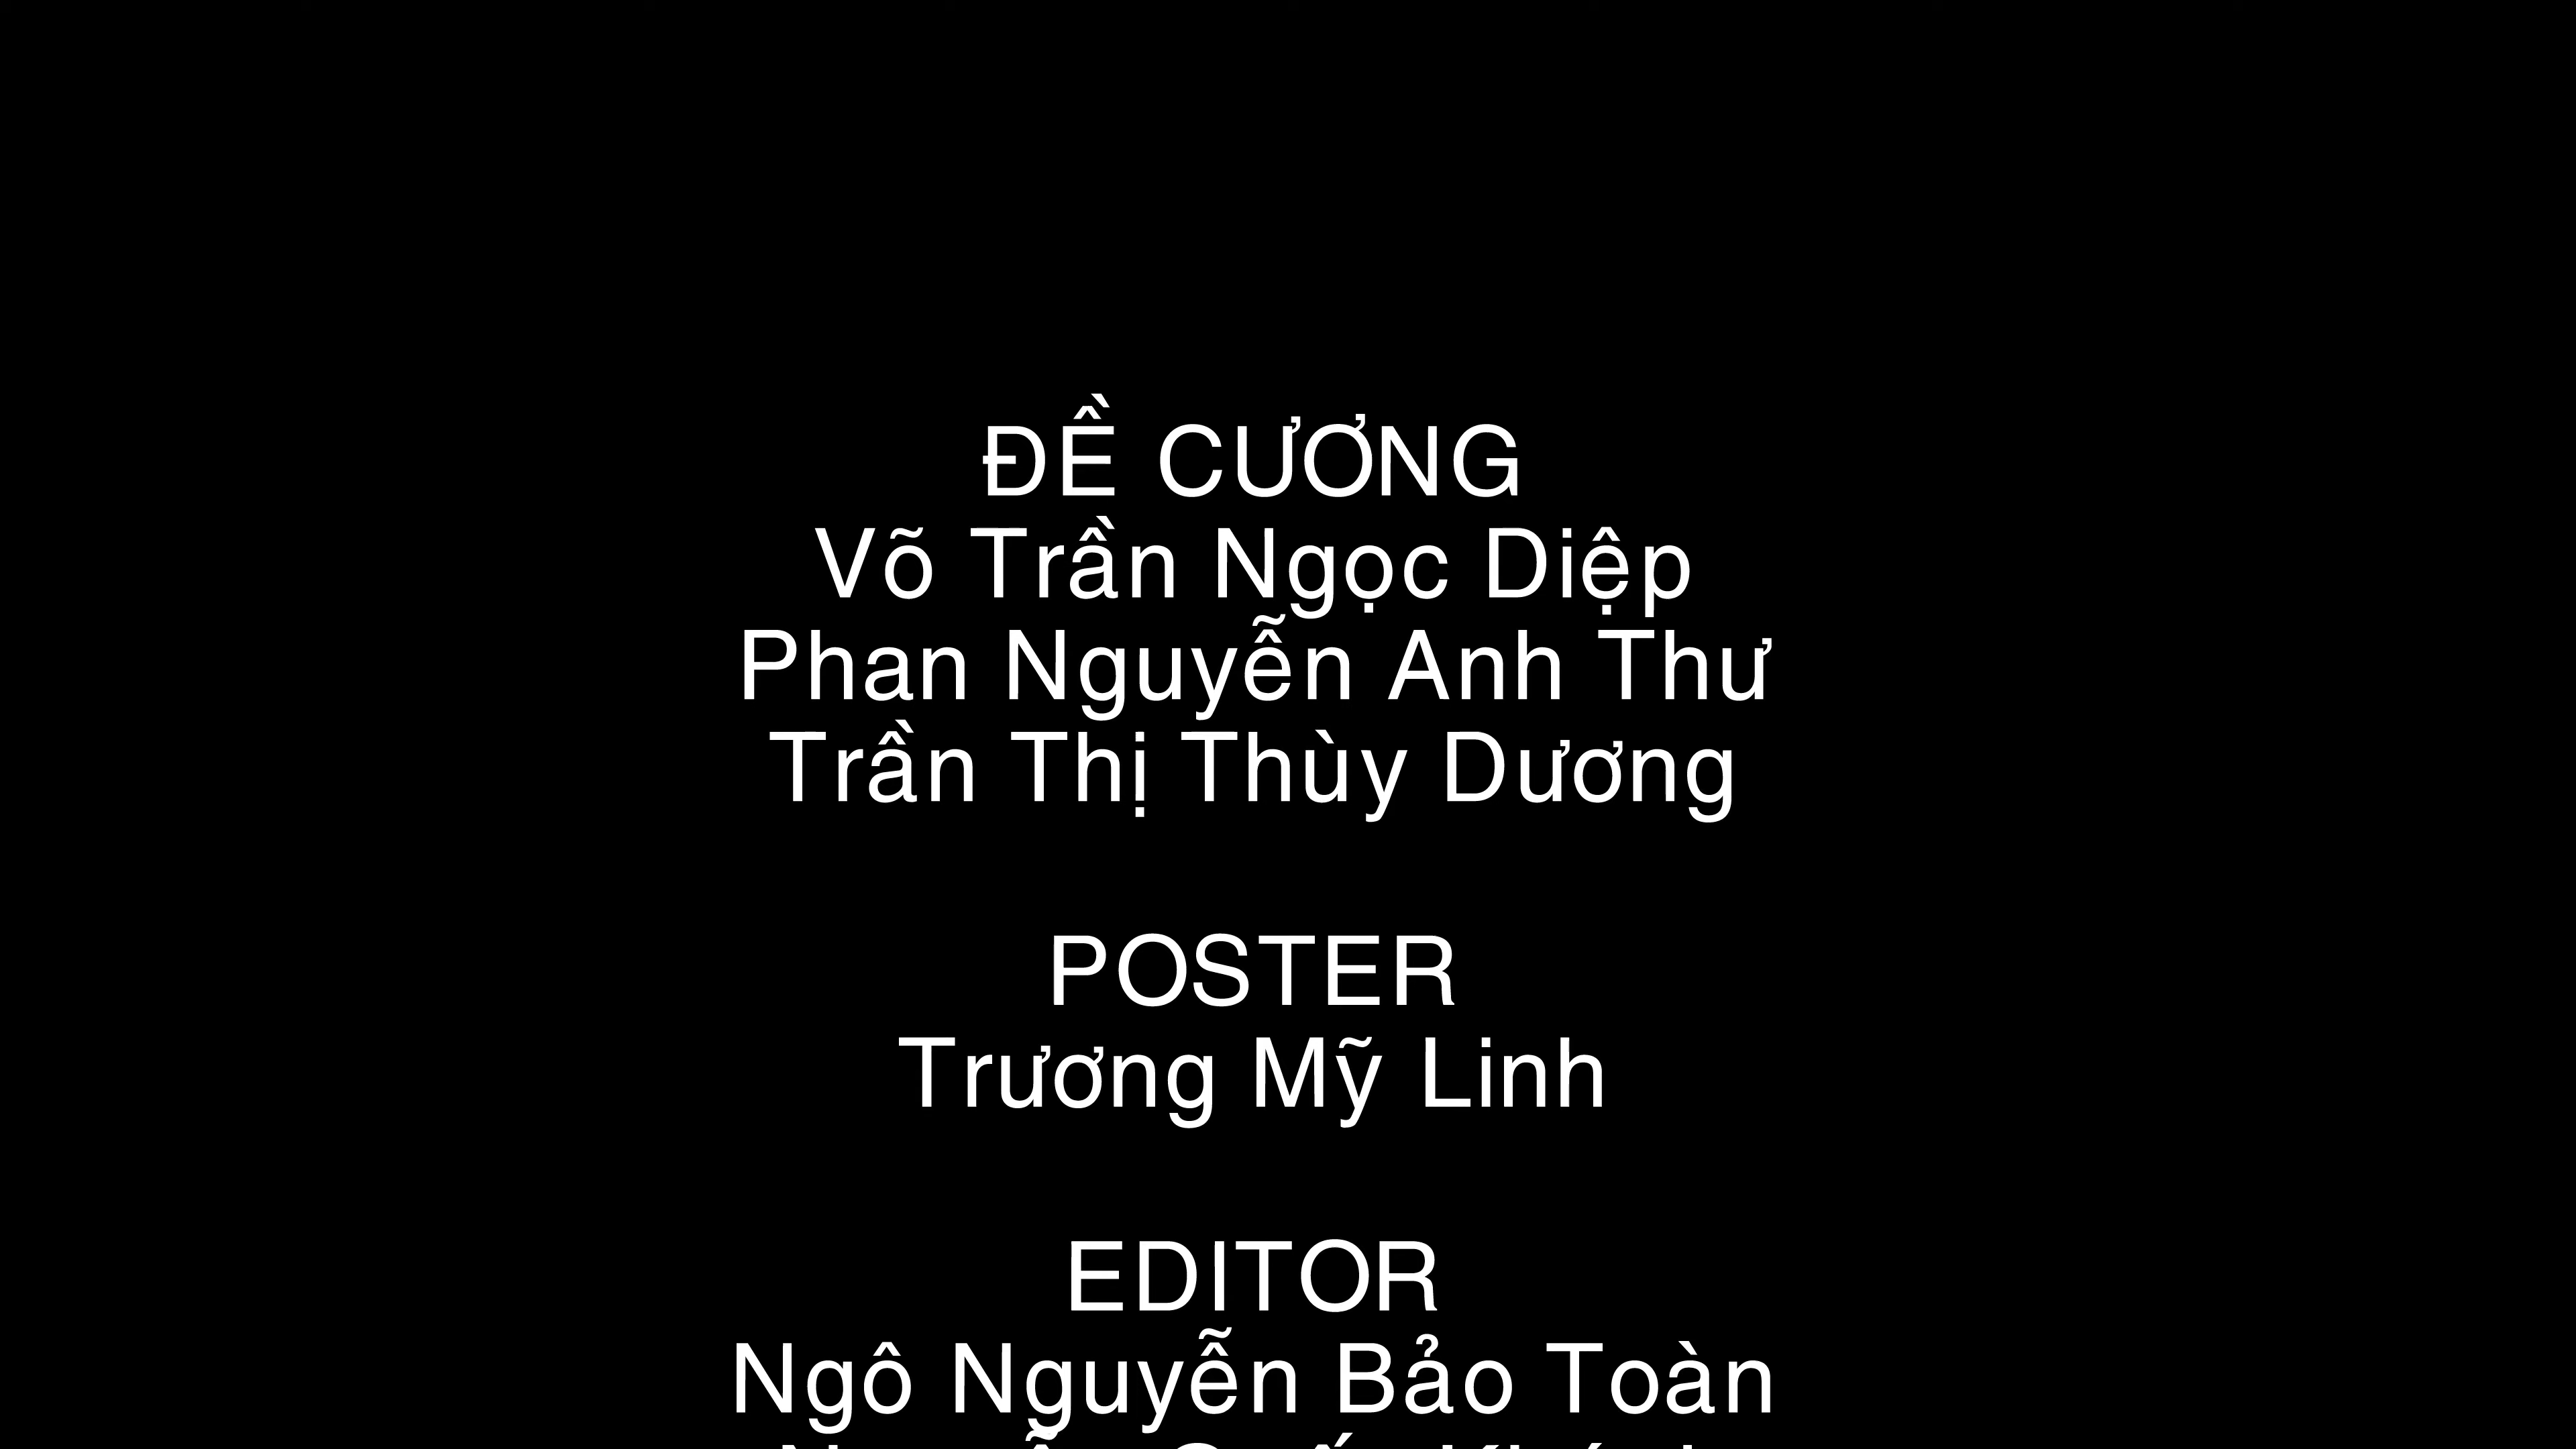 ĐỀ CƯƠNG
Võ Trần Ngọc Diệp
Phan Nguyễn Anh Thư
Trần Thị Thùy Dương
POSTER
Trương Mỹ Linh
EDITOR
Ngô Nguyễn Bảo Toàn